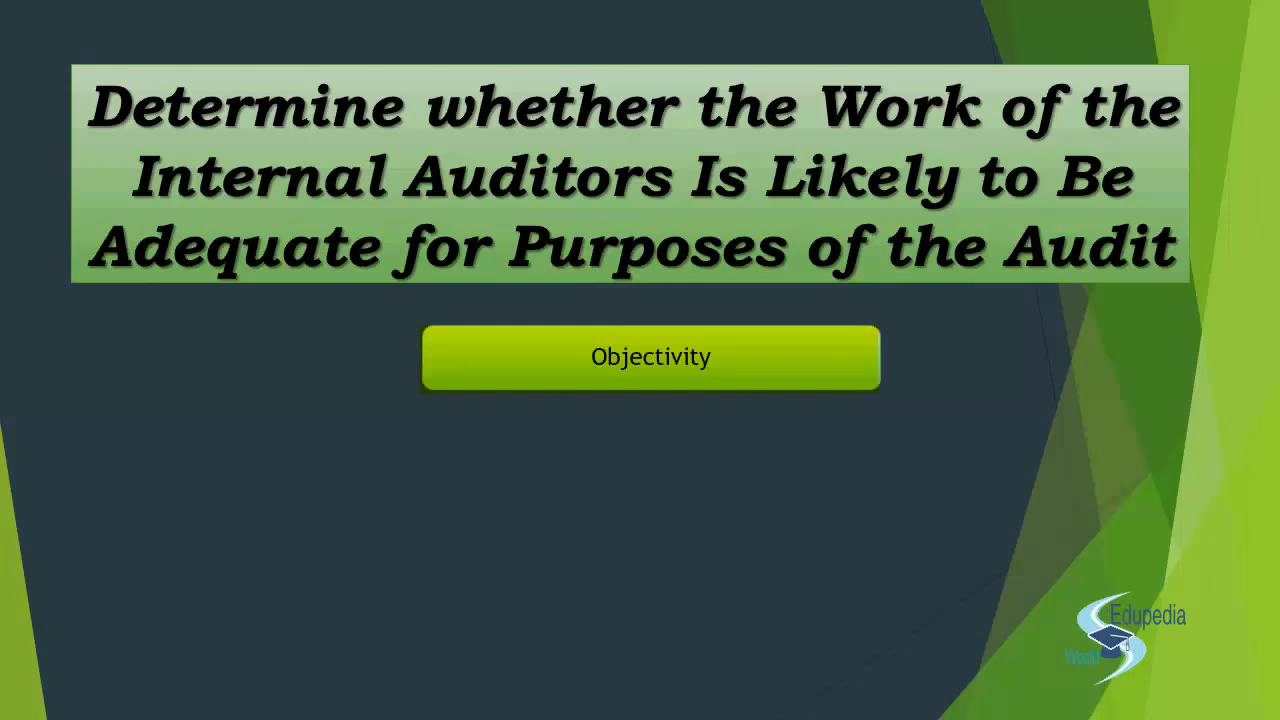 Determine whether the Work of the
Internal Auditors Is Likely to Be
Adequate for Purposes of the Audit
Objectivity
Edupedia
World